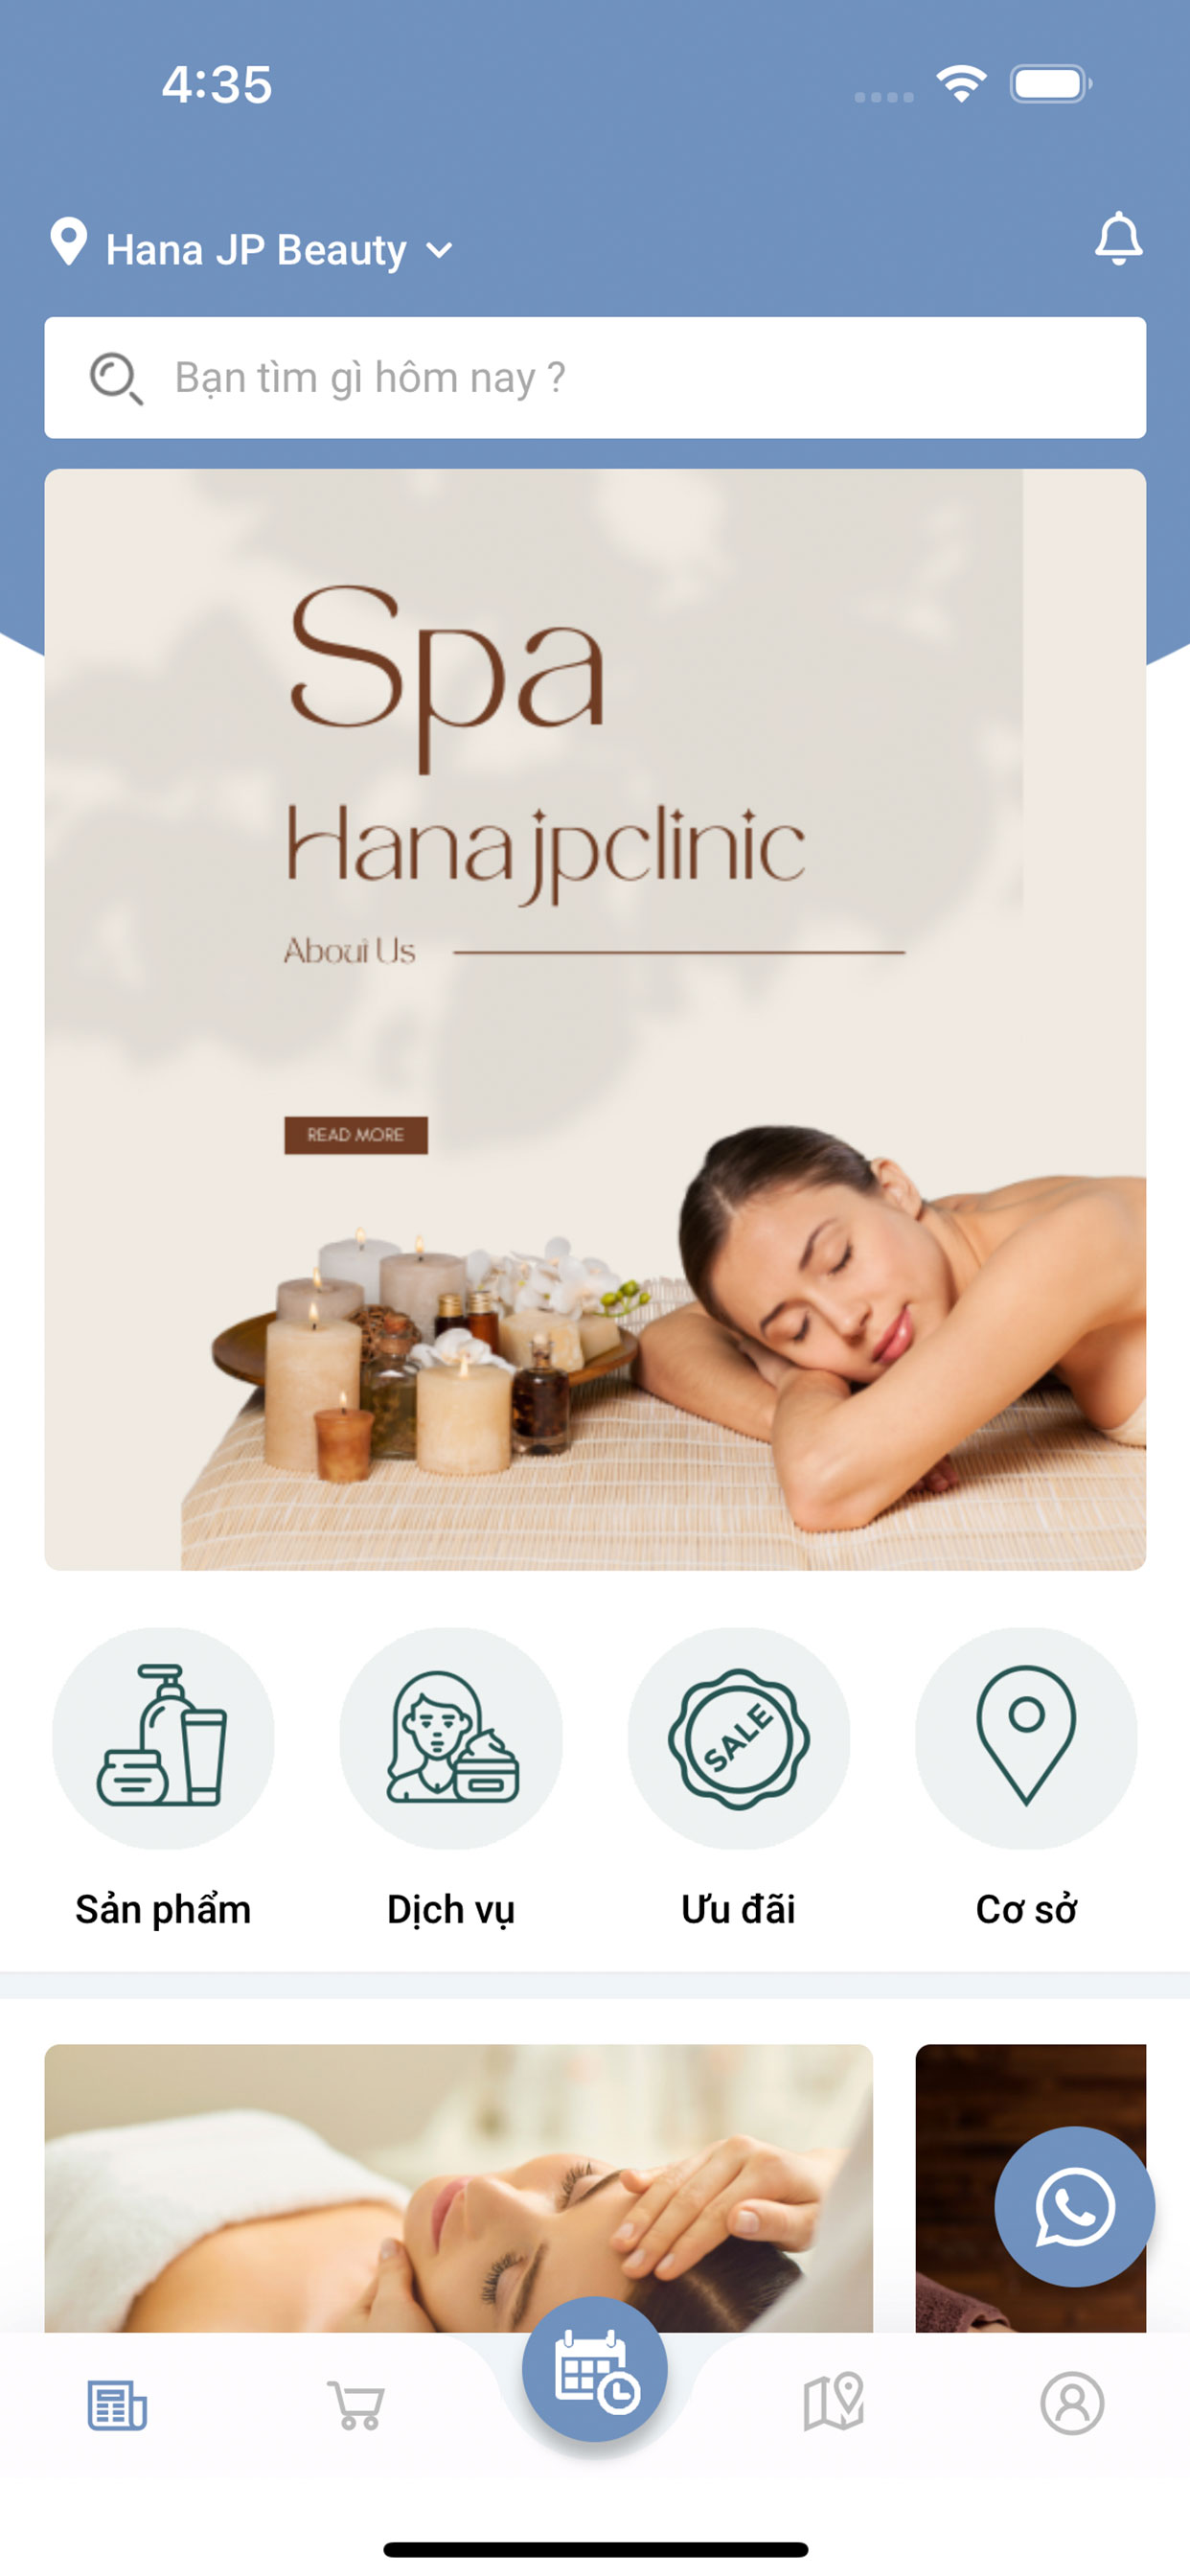 4:35
Hana JP Beauty
Bạn tìm gì hôm nay ?
Spa
Hana jpclinic
About Us
READ MORE
SALE
Sản phẩm
Dịch vụ
Ưu đãi
Cơ sở